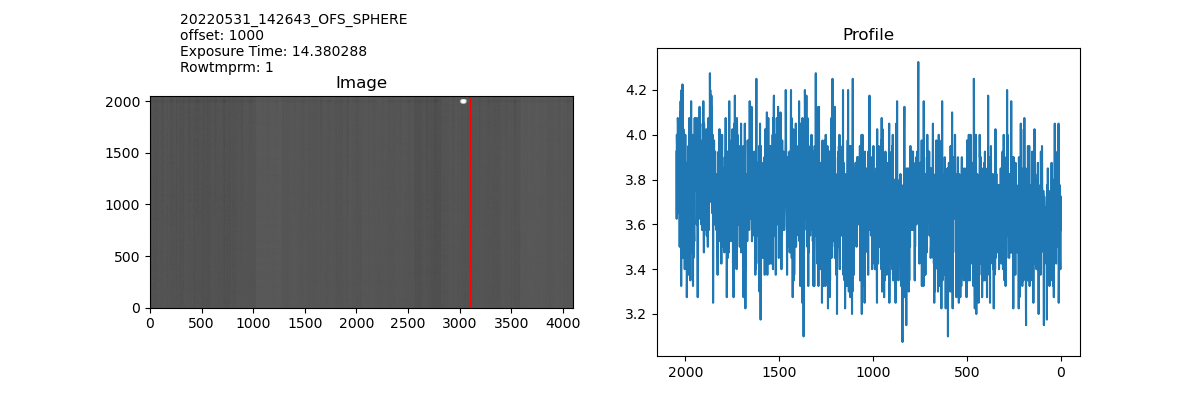 20220531_142643_OFS_SPHERE
offset: 1000
Exposure Time: 14.380288
Rowtmprm: 1
Image
2000
1500
1000
500
0
0 500 1000 1500 2000 2500 3000 3500 4000
Profile
4.2
4.0
3.8
3.6
3.4
3.2
2000 1500 1000 500 0